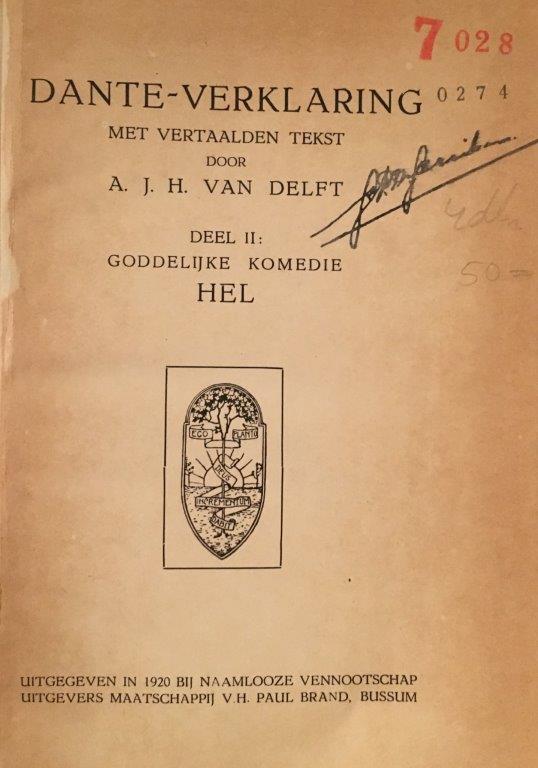 7 028
DANTE-VERKLARING
0274
MET VERTAALDEN TEKST
DOOR
A. J. H. VAN DELFT
DEEL II:
GODDELIJKE KOMEDIE
HEL
50=
EGO PLANTO
DEUS
INCREMENTUM
DABIT
UITGEGEVEN IN 1920 BIJ NAAMLOOZE VENNOOTSCHAP
UITGEVERS MAATSCHAPPIJ V.H. PAUL BRAND, BUSSUM